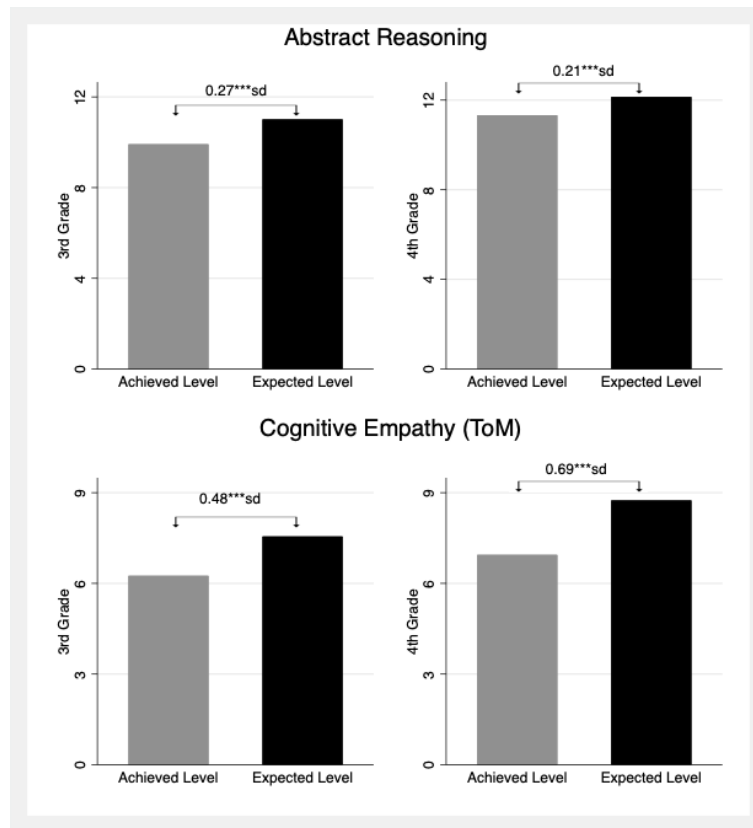 Abstract Reasoning
0.27***sd
12
8
4
0
3rd Grade
Achieved Level
Expected Level
0.21***sd
12
8
4
0
4th Grade
Achieved Level
Expected Level
Cognitive Empathy (ToM)
0.48***sd
9
6
3
0
3rd Grade
Achieved Level
Expected Level
0.69***sd
9
6
3
0
4th Grade
Achieved Level
Expected Level